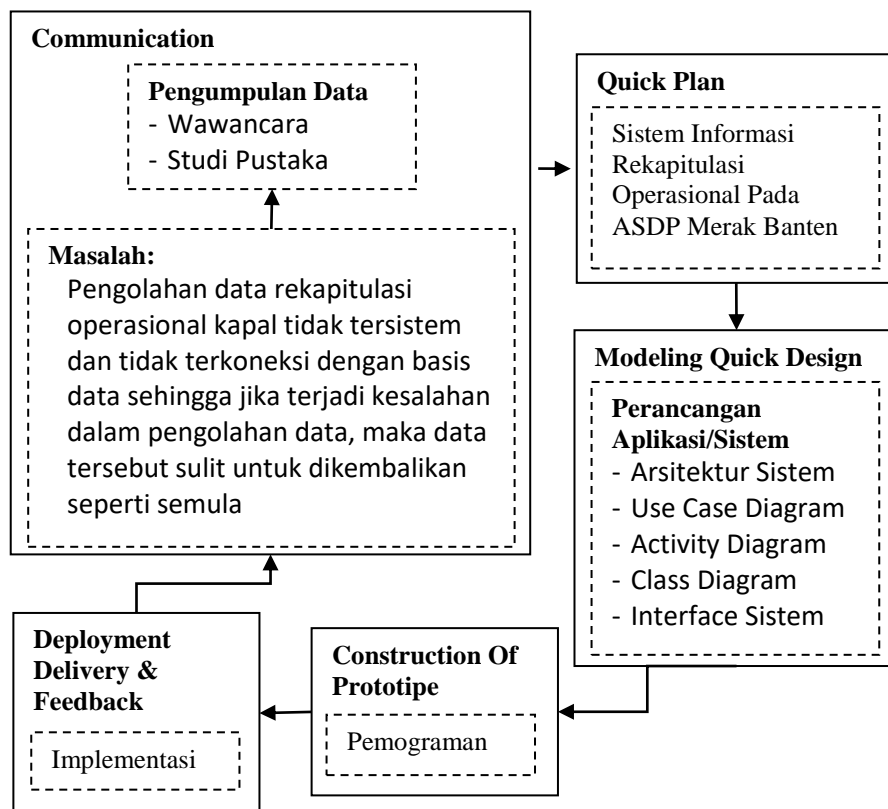 Communication
Pengumpulan Data
- Wawancara
- Studi Pustaka
Masalah:
Pengolahan data rekapitulasi
operasional kapal tidak tersistem
dan tidak terkoneksi dengan basis
data sehingga jika terjadi kesalahan
dalam pengolahan data, maka data
tersebut sulit untuk dikembalikan
seperti semula
Quick Plan
Sistem Informasi
Rekapitulasi
Operasional Pada
ASDP Merak Banten
Modeling Quick Design
Perancangan
Aplikasi/Sistem
- Arsitektur Sistem
- Use Case Diagram
- Activity Diagram
- Class Diagram
- Interface Sistem
Construction Of
Prototipe
Pemograman
Deployment
Delivery &
Feedback
Implementasi